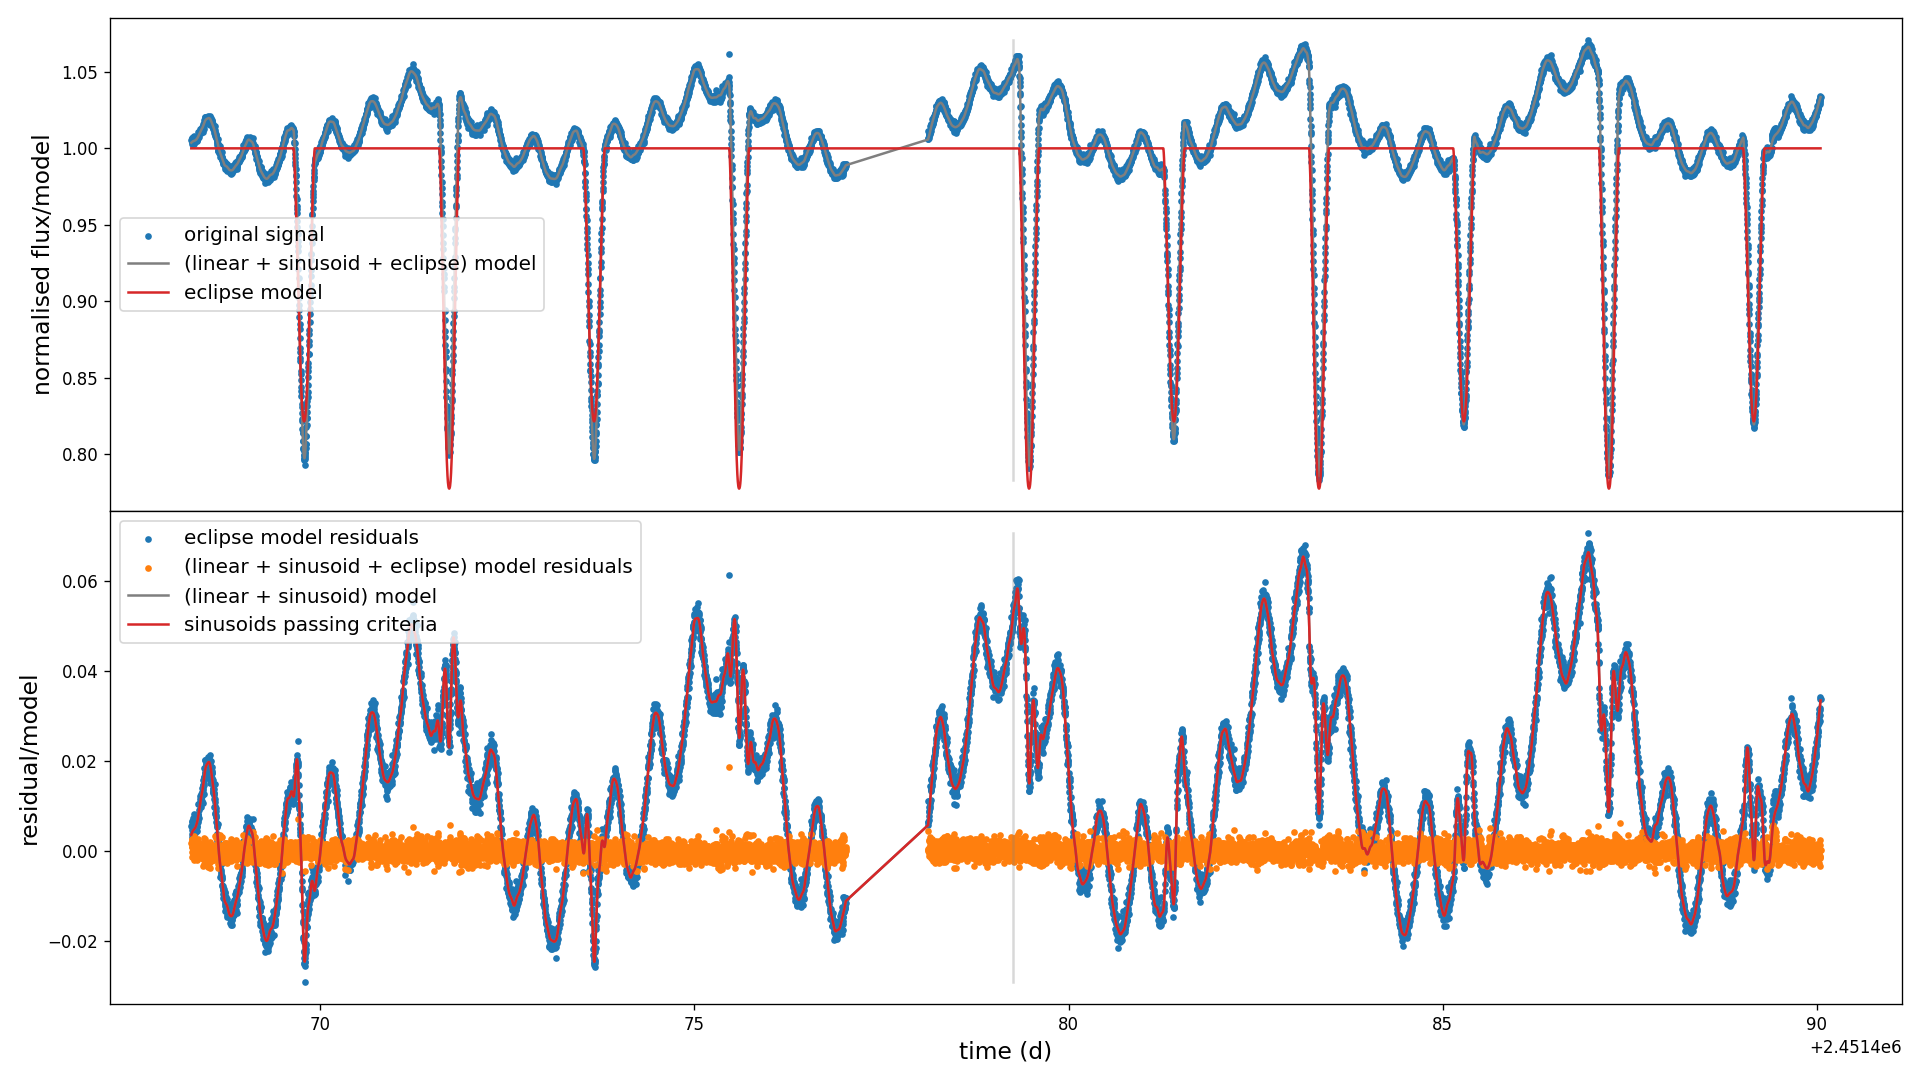 normalised flux/model
1.05
1.00
0.95
0.90
0.85
0.80
original signal
(linear + sinusoid + eclipse) model
eclipse model
residual/model
0.06
0.04
0.02
0.00
−0.02
eclipse model residuals
(linear + sinusoid + eclipse) model residuals
(linear + sinusoid) model
sinusoids passing criteria
70 75 80 85 90
time (d)
+2.4514e6